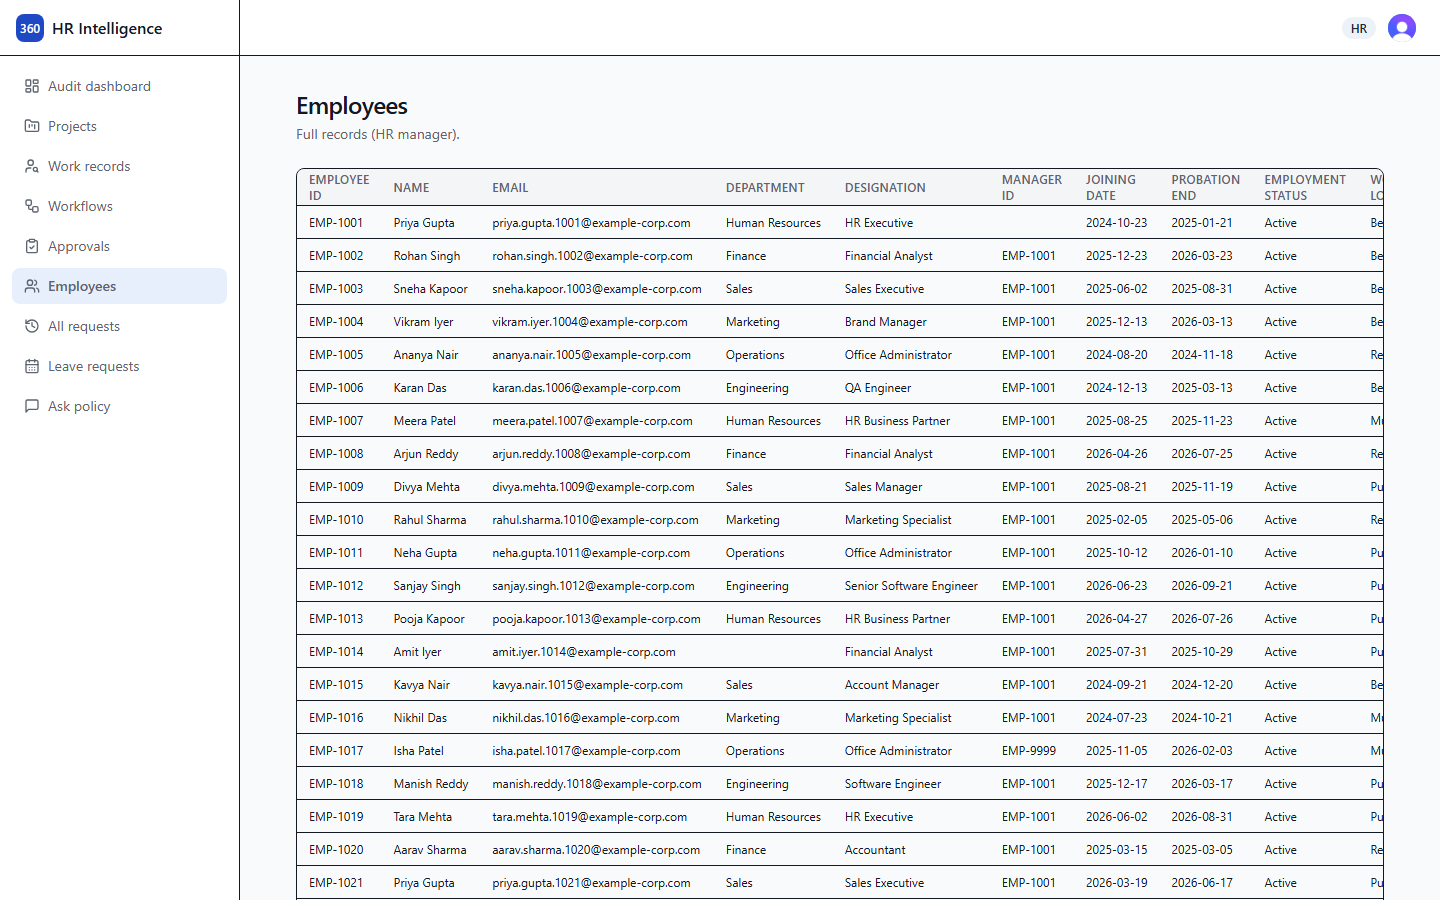 360 HR Intelligence
HR
Audit dashboard
Projects
Work records
Workflows
Approvals
Employees
All requests
Leave requests
Ask policy
Employees
Full records (HR manager).
EMPLOYEE ID NAME EMAIL DEPARTMENT DESIGNATION MANAGER ID JOINING DATE PROBATION END EMPLOYMENT STATUS
EMP-1001 Priya Gupta priya.gupta.1001@example-corp.com Human Resources HR Executive 2024-10-23 2025-01-21 Active
EMP-1002 Rohan Singh rohan.singh.1002@example-corp.com Finance Financial Analyst EMP-1001 2025-12-23 2026-03-23 Active
EMP-1003 Sneha Kapoor sneha.kapoor.1003@example-corp.com Sales Sales Executive EMP-1001 2025-06-02 2025-08-31 Active
EMP-1004 Vikram Iyer vikram.iyer.1004@example-corp.com Marketing Brand Manager EMP-1001 2025-12-13 2026-03-13 Active
EMP-1005 Ananya Nair ananya.nair.1005@example-corp.com Operations Office Administrator EMP-1001 2024-08-20 2024-11-18 Active
EMP-1006 Karan Das karan.das.1006@example-corp.com Engineering QA Engineer EMP-1001 2024-12-13 2025-03-13 Active
EMP-1007 Meera Patel meera.patel.1007@example-corp.com Human Resources HR Business Partner EMP-1001 2025-08-25 2025-11-23 Active
EMP-1008 Arjun Reddy arjun.reddy.1008@example-corp.com Finance Financial Analyst EMP-1001 2026-04-26 2026-07-25 Active
EMP-1009 Divya Mehta divya.mehta.1009@example-corp.com Sales Sales Manager EMP-1001 2025-08-21 2025-11-19 Active
EMP-1010 Rahul Sharma rahul.sharma.1010@example-corp.com Marketing Marketing Specialist EMP-1001 2025-02-05 2025-05-06 Active
EMP-1011 Neha Gupta neha.gupta.1011@example-corp.com Operations Office Administrator EMP-1001 2025-10-12 2026-01-10 Active
EMP-1012 Sanjay Singh sanjay.singh.1012@example-corp.com Engineering Senior Software Engineer EMP-1001 2026-06-23 2026-09-21 Active
EMP-1013 Pooja Kapoor pooja.kapoor.1013@example-corp.com Human Resources HR Business Partner EMP-1001 2026-04-27 2026-07-26 Active
EMP-1014 Amit Iyer amit.iyer.1014@example-corp.com Financial Analyst EMP-1001 2025-07-31 2025-10-29 Active
EMP-1015 Kavya Nair kavya.nair.1015@example-corp.com Sales Account Manager EMP-1001 2024-09-21 2024-12-20 Active
EMP-1016 Nikhil Das nikhil.das.1016@example-corp.com Marketing Marketing Specialist EMP-1001 2024-07-23 2024-10-21 Active
EMP-1017 Isha Patel isha.patel.1017@example-corp.com Operations Office Administrator EMP-9999 2025-11-05 2026-02-03 Active
EMP-1018 Manish Reddy manish.reddy.1018@example-corp.com Engineering Software Engineer EMP-1001 2025-12-17 2026-03-17 Active
EMP-1019 Tara Mehta tara.mehta.1019@example-corp.com Human Resources HR Executive EMP-1001 2026-06-02 2026-08-31 Active
EMP-1020 Aarav Sharma aarav.sharma.1020@example-corp.com Finance Accountant EMP-1001 2025-03-15 2025-03-05 Active
EMP-1021 Priya Gupta priya.gupta.1021@example-corp.com Sales Sales Executive EMP-1001 2026-03-19 2026-06-17 Active